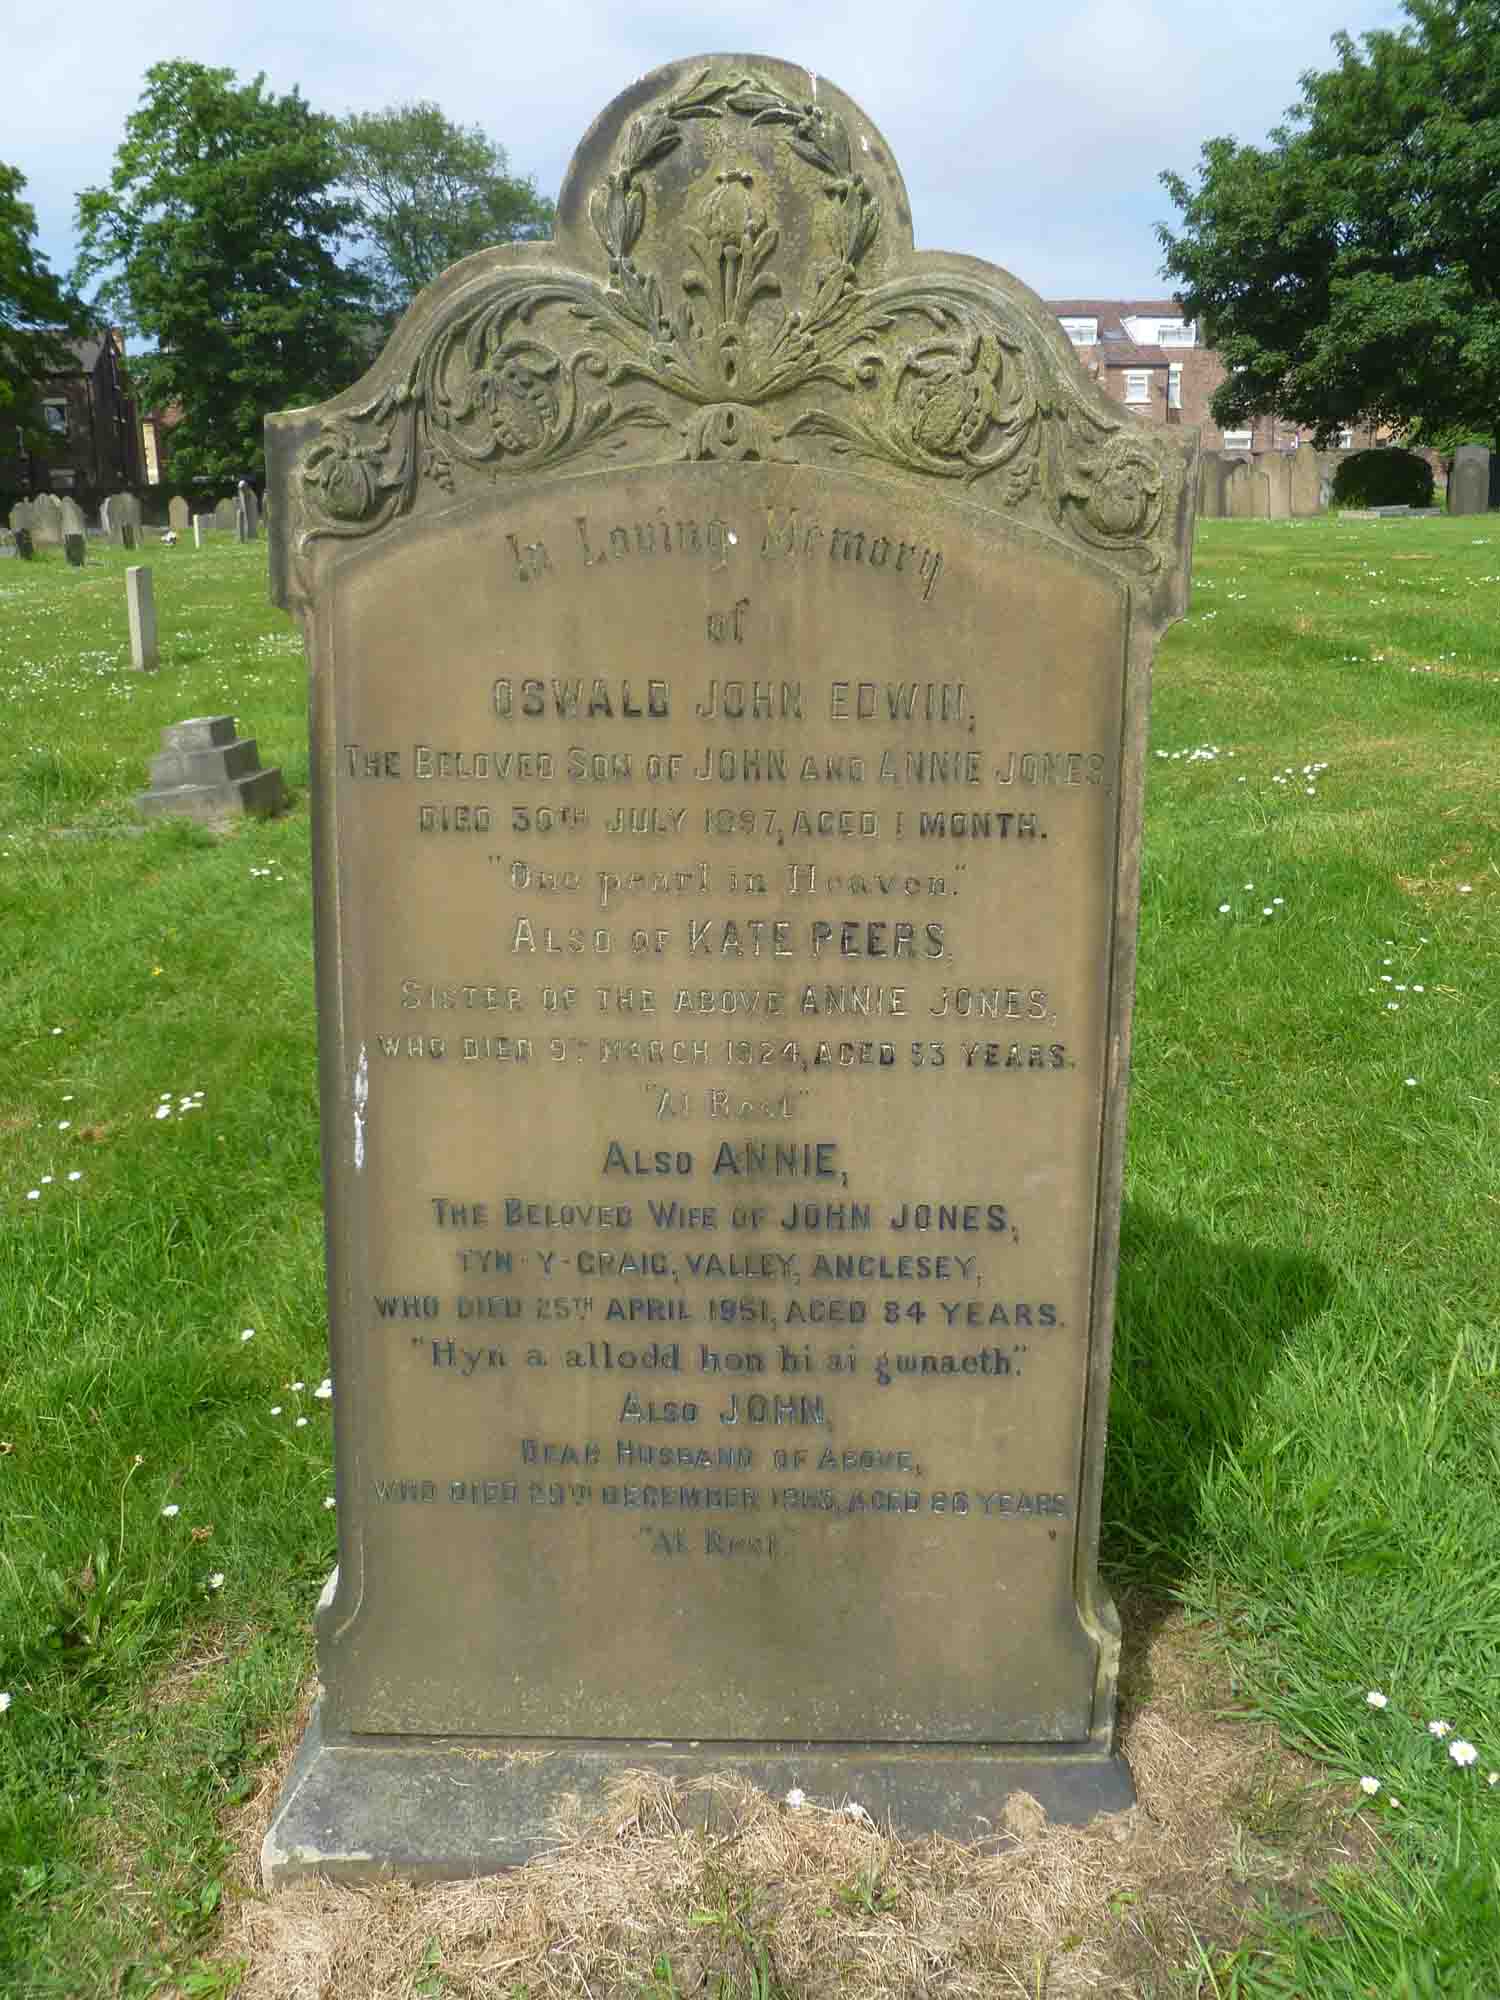 In Loving Memory
of
OSWALD JOHN EDWIN,
THE BELOVED SON OF JOHN AND ANNIE JONES,
DIED 30TH JULY 1897, AGED 1 MONTH.
"One pearl in Heaven."
ALSO OF KATE PEERS,
SISTER OF THE ABOVE ANNIE JONES,
WHO DIED 9TH MARCH 1924, AGED 53 YEARS.
"At Rest"
ALSO ANNIE,
THE BELOVED WIFE OF JOHN JONES,
TYN-Y-GRAIG, VALLEY, ANGLESEY,
WHO DIED 25TH APRIL 1951, AGED 84 YEARS.
"Hyn a allodd hon hi ai gwnaeth."
ALSO JOHN,
DEAR HUSBAND OF ABOVE,
WHO DIED DECEMBER AGED 86 YEARS
"At Rest."